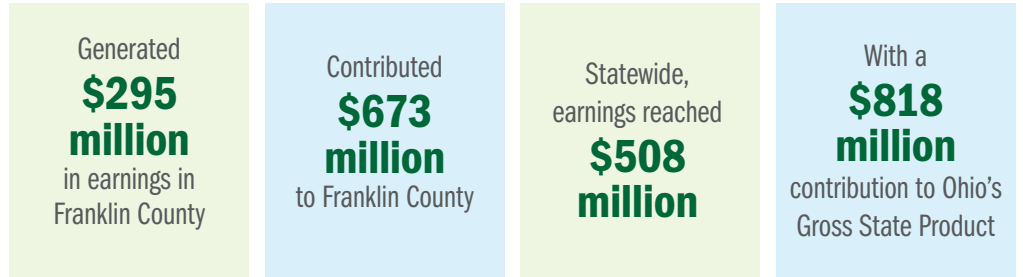 Generated
$295
million
in earnings in
Franklin County
Contributed
$673
million
to Franklin County
Statewide,
earnings reached
$508
million
With a
$818
million
contribution to Ohio's
Gross State Product